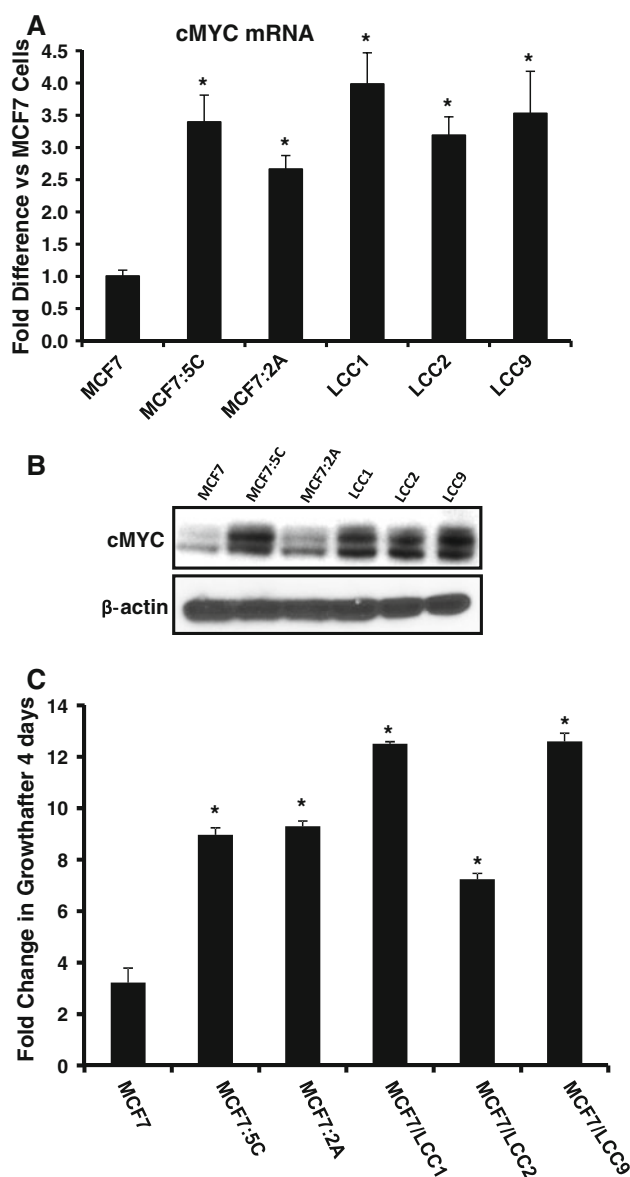 A
cMYC mRNA
Fold Difference vs MCF7 Cells
4.5
4.0
3.5
3.0
2.5
2.0
1.5
1.0
0.5
0.0
* * * * *
MCF7 MCF7:5C MCF7:2A LCC1 LCC2 LCC9
B
MCF7 MCF7:5C MCF7:2A LCC1 LCC2 LCC9
cMYC
β-actin
C
Fold Change in Growthafter 4 days
14
12
10
8
6
4
2
0
* * * * *
MCF7 MCF7:5C MCF7:2A MCF7/LCC1 MCF7/LCC2 MCF7/LCC9